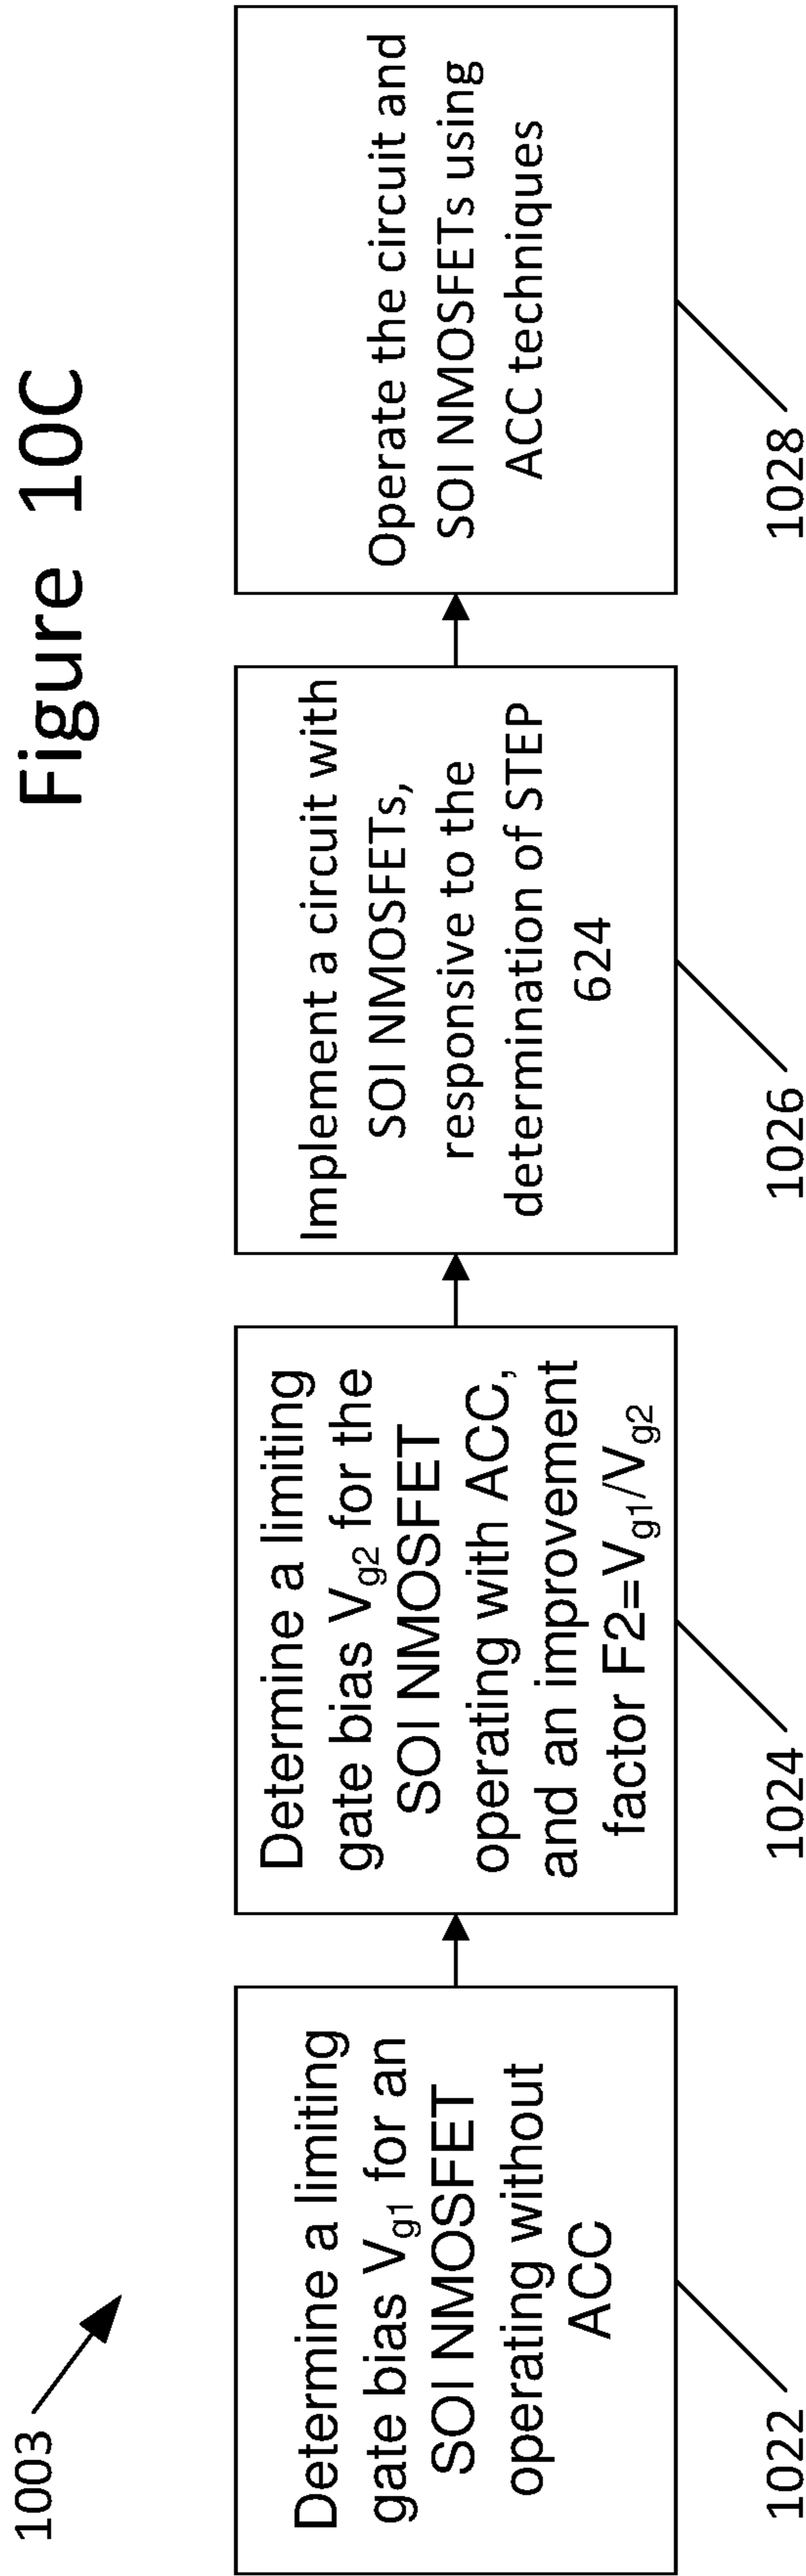 Figure 10C
1003
Determine a limiting
gate bias Vg1 for an
SOI NMOSFET
operating without
ACC
1022
Determine a limiting
gate bias Vg2 for the
SOI NMOSFET
operating with ACC,
and an improvement
factor F2=Vg1/Vg2
1024
Implement a circuit with
SOI NMOSFETs,
responsive to the
determination of STEP
624
1026
Operate the circuit and
SOI NMOSFETs using
ACC techniques
1028